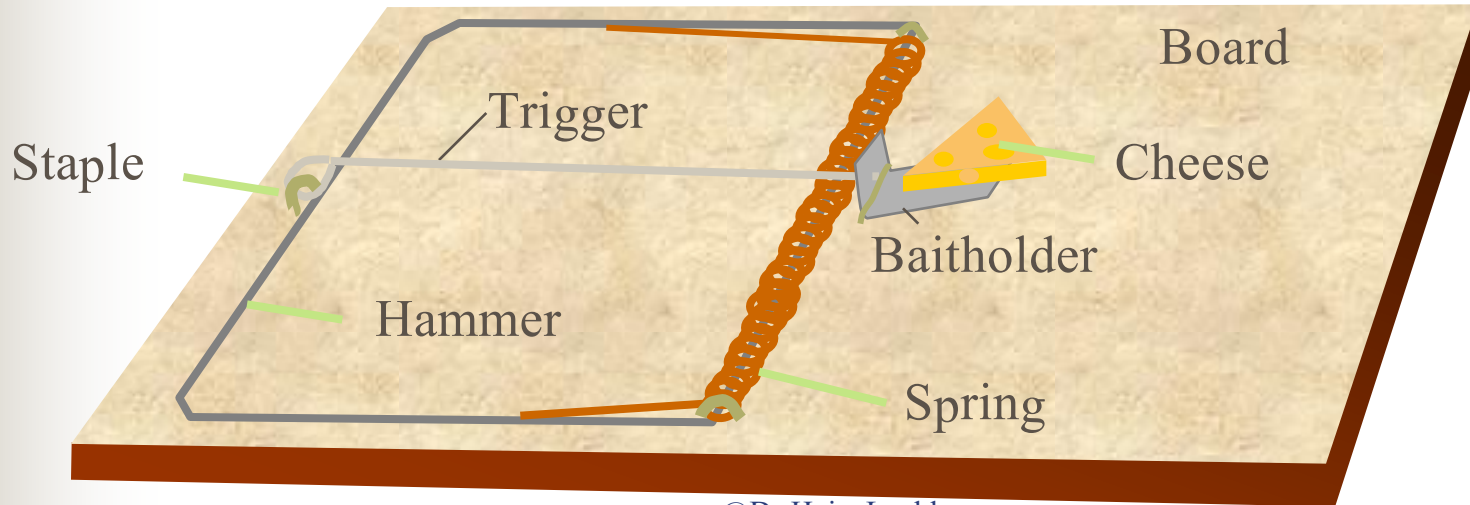 Board
Trigger
Staple
Cheese
Baitholder
Hammer
Spring